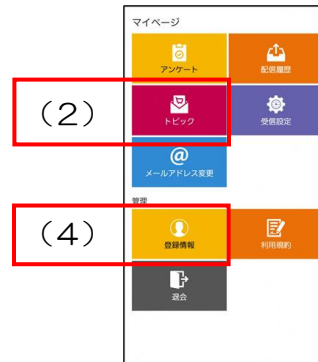 マイページ
アンケート
配信履歴
(2)
トピック
受信設定
@
メールアドレス変更
管理
(4)
登録情報
利用規約
退会